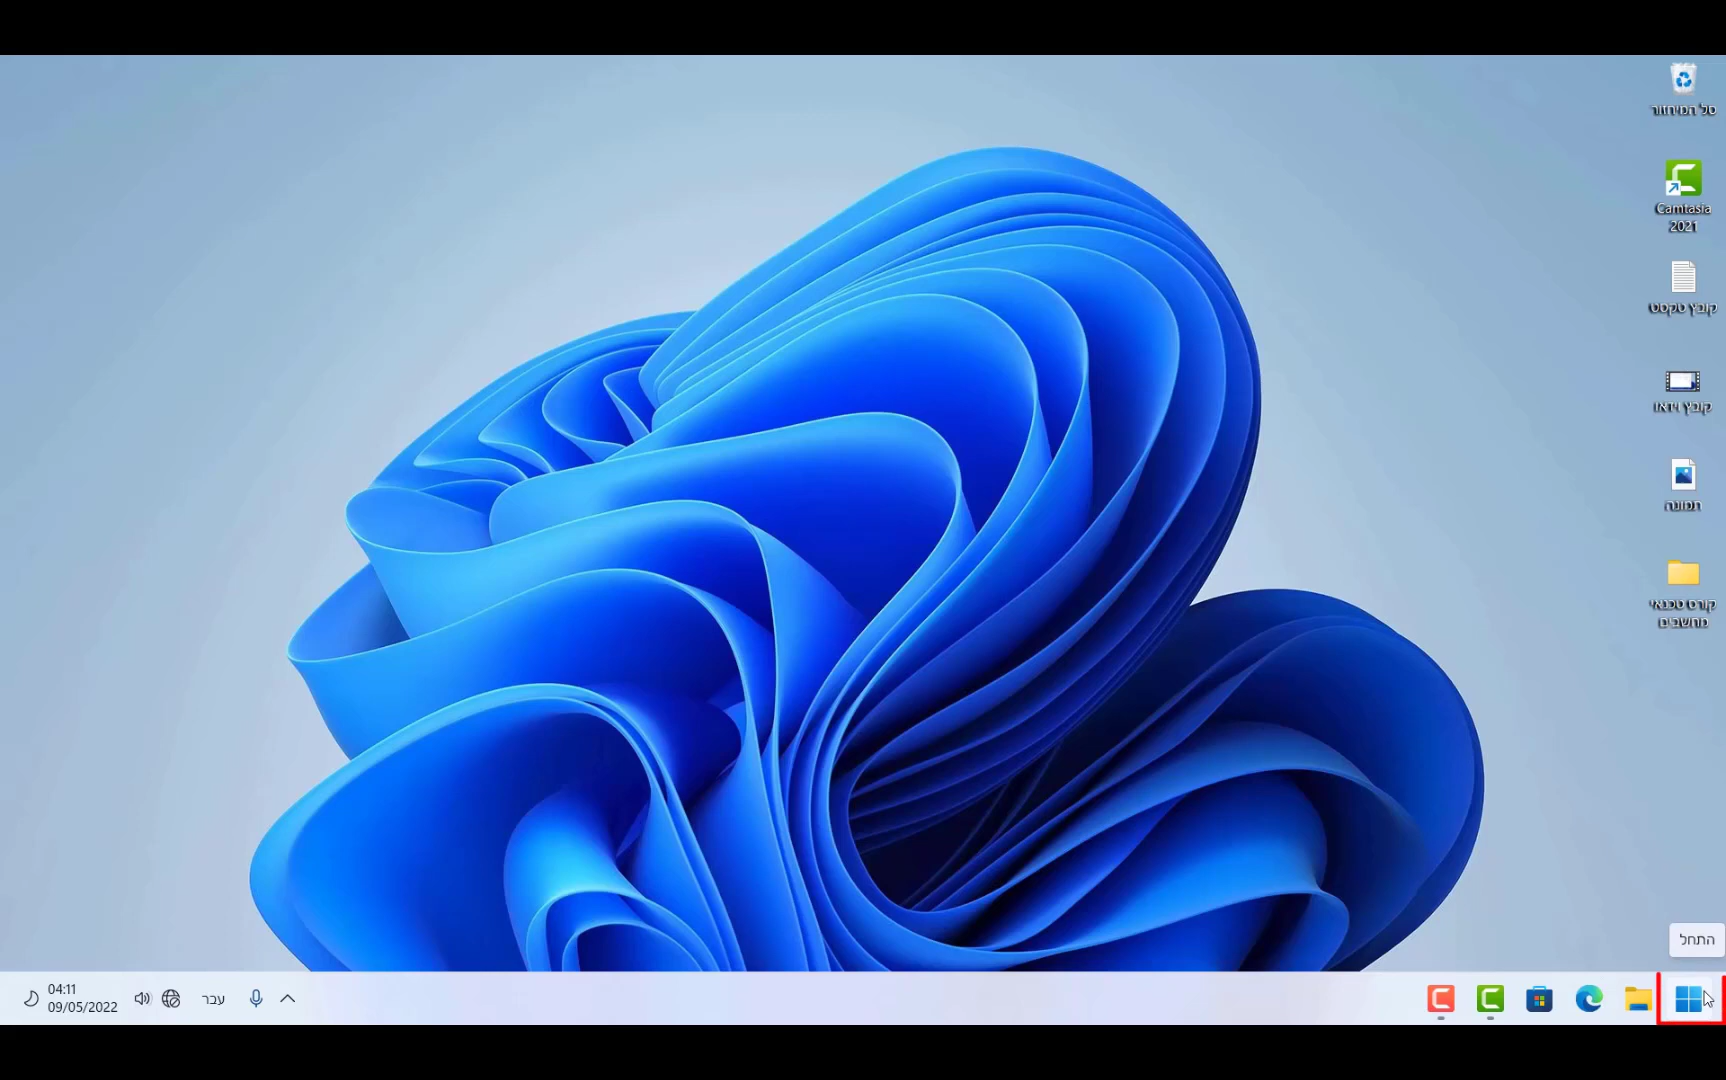 סל המיחזור
Camtasia
2021
קובץ טקסט
קובץ וידאו
תמונה
קורס טכנאי
מחשבים
התחל
עבר
04:11
09/05/2022